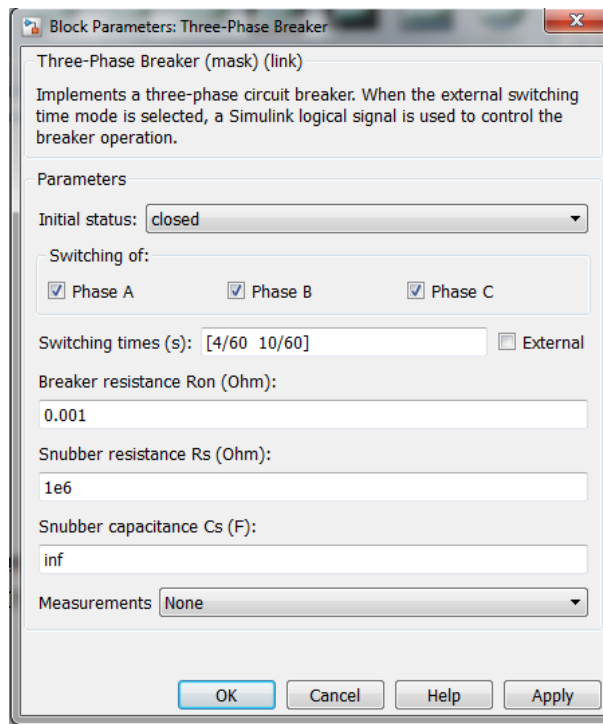 Block Parameters: Three-Phase Breaker
Three-Phase Breaker (mask) (link)
Implements a three-phase circuit breaker. When the external switching
time mode is selected, a Simulink logical signal is used to control the
breaker operation.
Parameters
Initial status: closed
Switching of:
Phase A Phase B Phase C
Switching times (s): [4/60 10/60] External
Breaker resistance Ron (Ohm):
0.001
Snubber resistance Rs (Ohm):
1e6
Snubber capacitance Cs (F):
inf
Measurements None
OK Cancel Help Apply